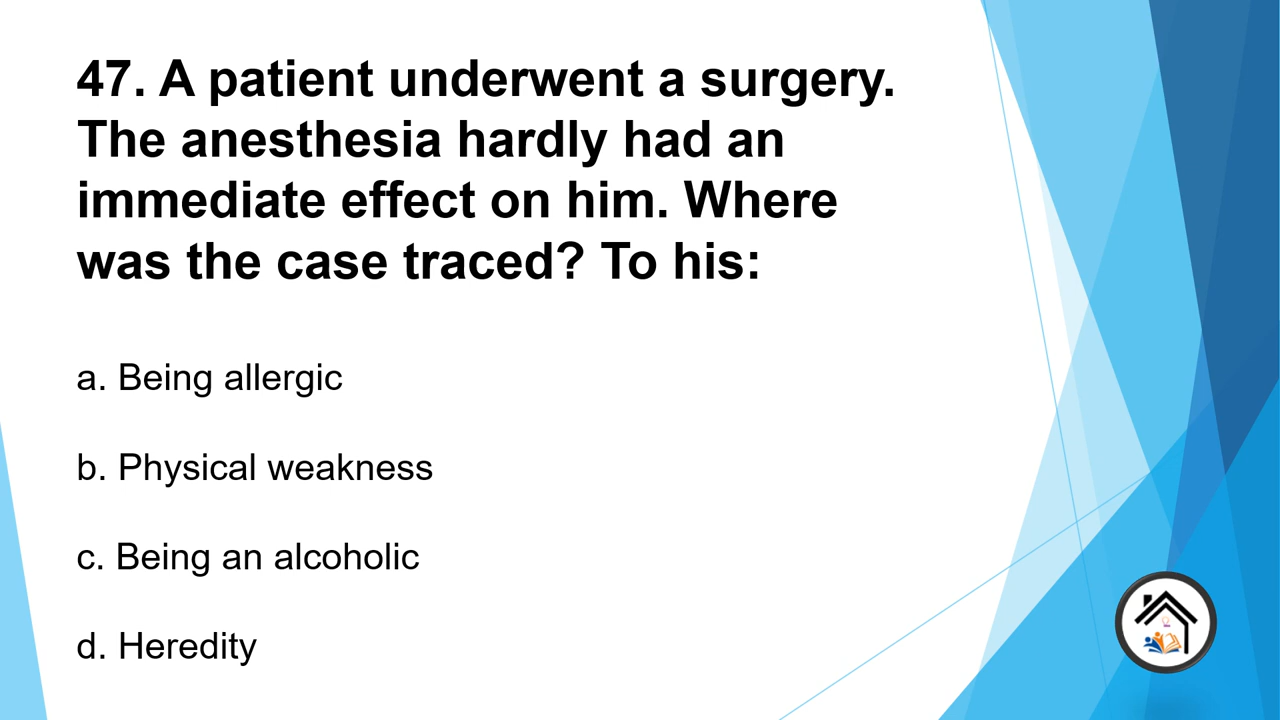 47. A patient underwent a surgery.
The anesthesia hardly had an
immediate effect on him. Where
was the case traced? To his:
a. Being allergic
b. Physical weakness
c. Being an alcoholic
d. Heredity